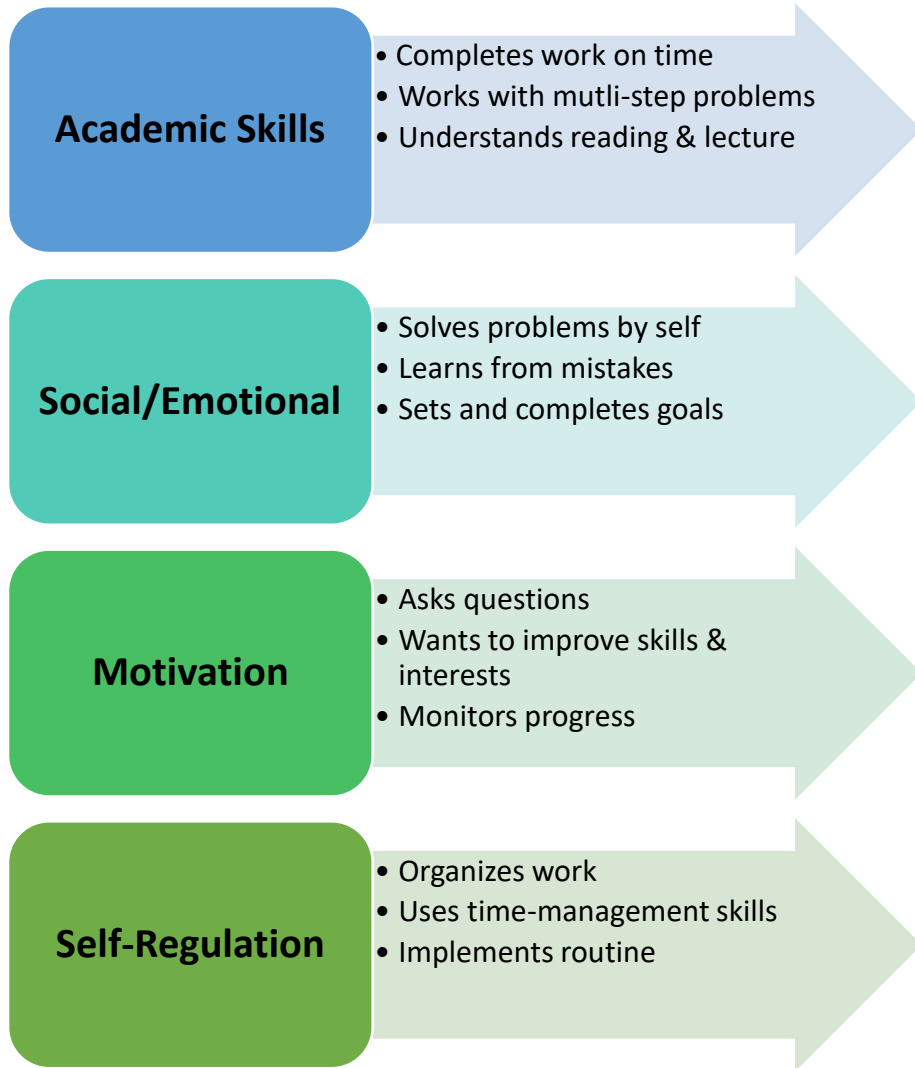 Academic Skills
• Completes work on time
• Works with mutli-step problems
• Understands reading & lecture
Social/Emotional
• Solves problems by self
• Learns from mistakes
• Sets and completes goals
Motivation
• Asks questions
• Wants to improve skills &
interests
• Monitors progress
Self-Regulation
• Organizes work
• Uses time-management skills
• Implements routine